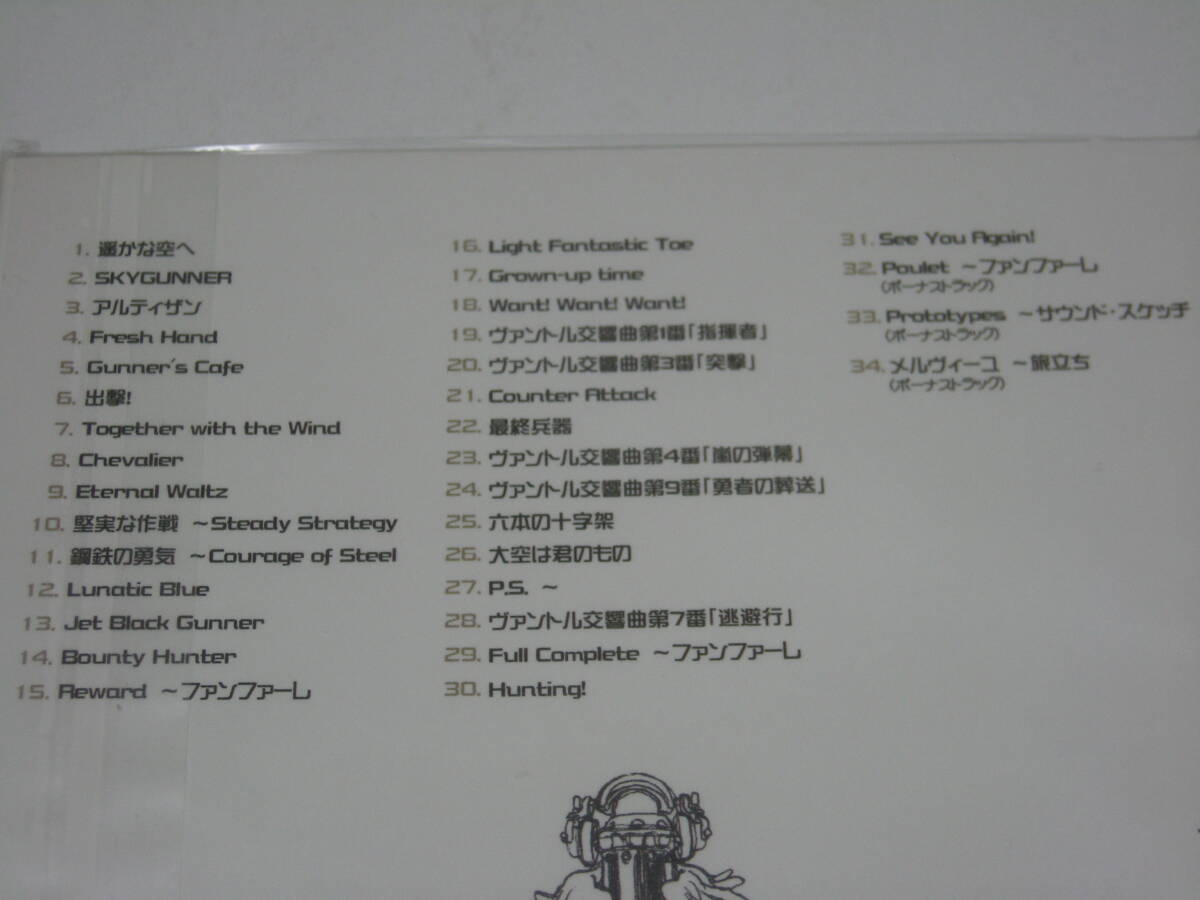 1. 遥かな空へ
2. SKYGUNNER
3. アルティザン
4. Fresh Hand
5. Gunner's Cafe
6. 出撃!
7. Together with the Wind
8. Chevalier
9. Eternal Waltz
10. 堅実な作戦 ～Steady Strategy
11. 鋼鉄の勇気 ～Courage of Steel
12. Lunatic Blue
13. Jet Black Gunner
14. Bounty Hunter
15. Reward ～ファンファーレ
16. Light Fantastic Toe
17. Grown-up time
18. Want! Want! Want!
19. ヴァントル交響曲第1番「指揮者」
20. ヴァントル交響曲第3番「突撃」
21. Counter Attack
22. 最終兵器
23. ヴァントル交響曲第4番「嵐の弾幕」
24. ヴァントル交響曲第9番「勇者の葬送」
25. 六本の十字架
26. 大空は君のもの
27. P.S. ～
28. ヴァントル交響曲第7番「逃避行」
29. Full Complete ～ファンファーレ
30. Hunting!
31. See You Again!
32. Poulet ～ファンファーレ
(ボーナストラック)
33. Prototypes ～サウンド・スケッチ
(ボーナストラック)
34. メルヴィーユ ～旅立ち
(ボーナストラック)